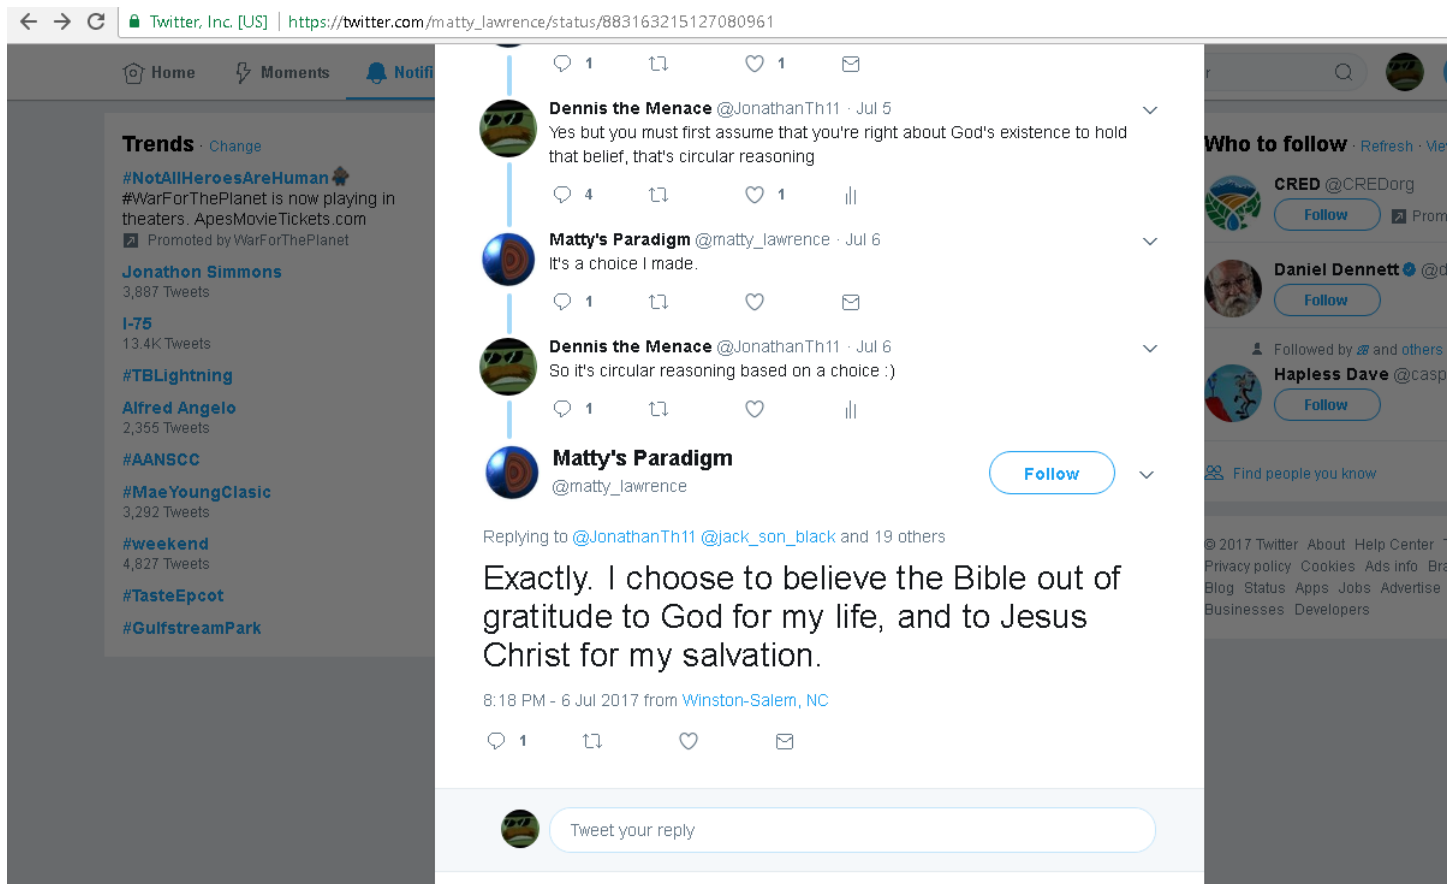 Twitter, Inc. [US] | https://twitter.com/matty_lawrence/status/883163215127080961
Home Moments Notifi
Trends · Change
#NotAllHeroesAreHuman
#WarForThePlanet is now playing in
theaters. ApesMovieTickets.com
Promoted by WarForThePlanet
Jonathon Simmons
3,887 Tweets
I-75
13.4K Tweets
#TBLightning
Alfred Angelo
2,355 Tweets
#AANSCC
#MaeYoungClasic
3,292 Tweets
#weekend
4,827 Tweets
#TasteEpcot
#GulfstreamPark
1 1
Dennis the Menace @JonathanTh11 · Jul 5
Yes but you must first assume that you're right about God's existence to hold
that belief, that's circular reasoning
4 1
Matty's Paradigm @matty_lawrence · Jul 6
It's a choice I made.
1
Dennis the Menace @JonathanTh11 · Jul 6
So it's circular reasoning based on a choice :)
1
Matty's Paradigm
@matty_lawrence
Follow
Replying to @JonathanTh11 @jack_son_black and 19 others
Exactly. I choose to believe the Bible out of
gratitude to God for my life, and to Jesus
Christ for my salvation.
8:18 PM - 6 Jul 2017 from Winston-Salem, NC
1
Tweet your reply
r
Who to follow · Refresh · Vie
CRED @CREDorg
Follow Prom
Daniel Dennett @d
Follow
Followed by and others
Hapless Dave @casp
Follow
Find people you know
© 2017 Twitter About Help Center T
Privacy policy Cookies Ads info Bra
Blog Status Apps Jobs Advertise
Businesses Developers